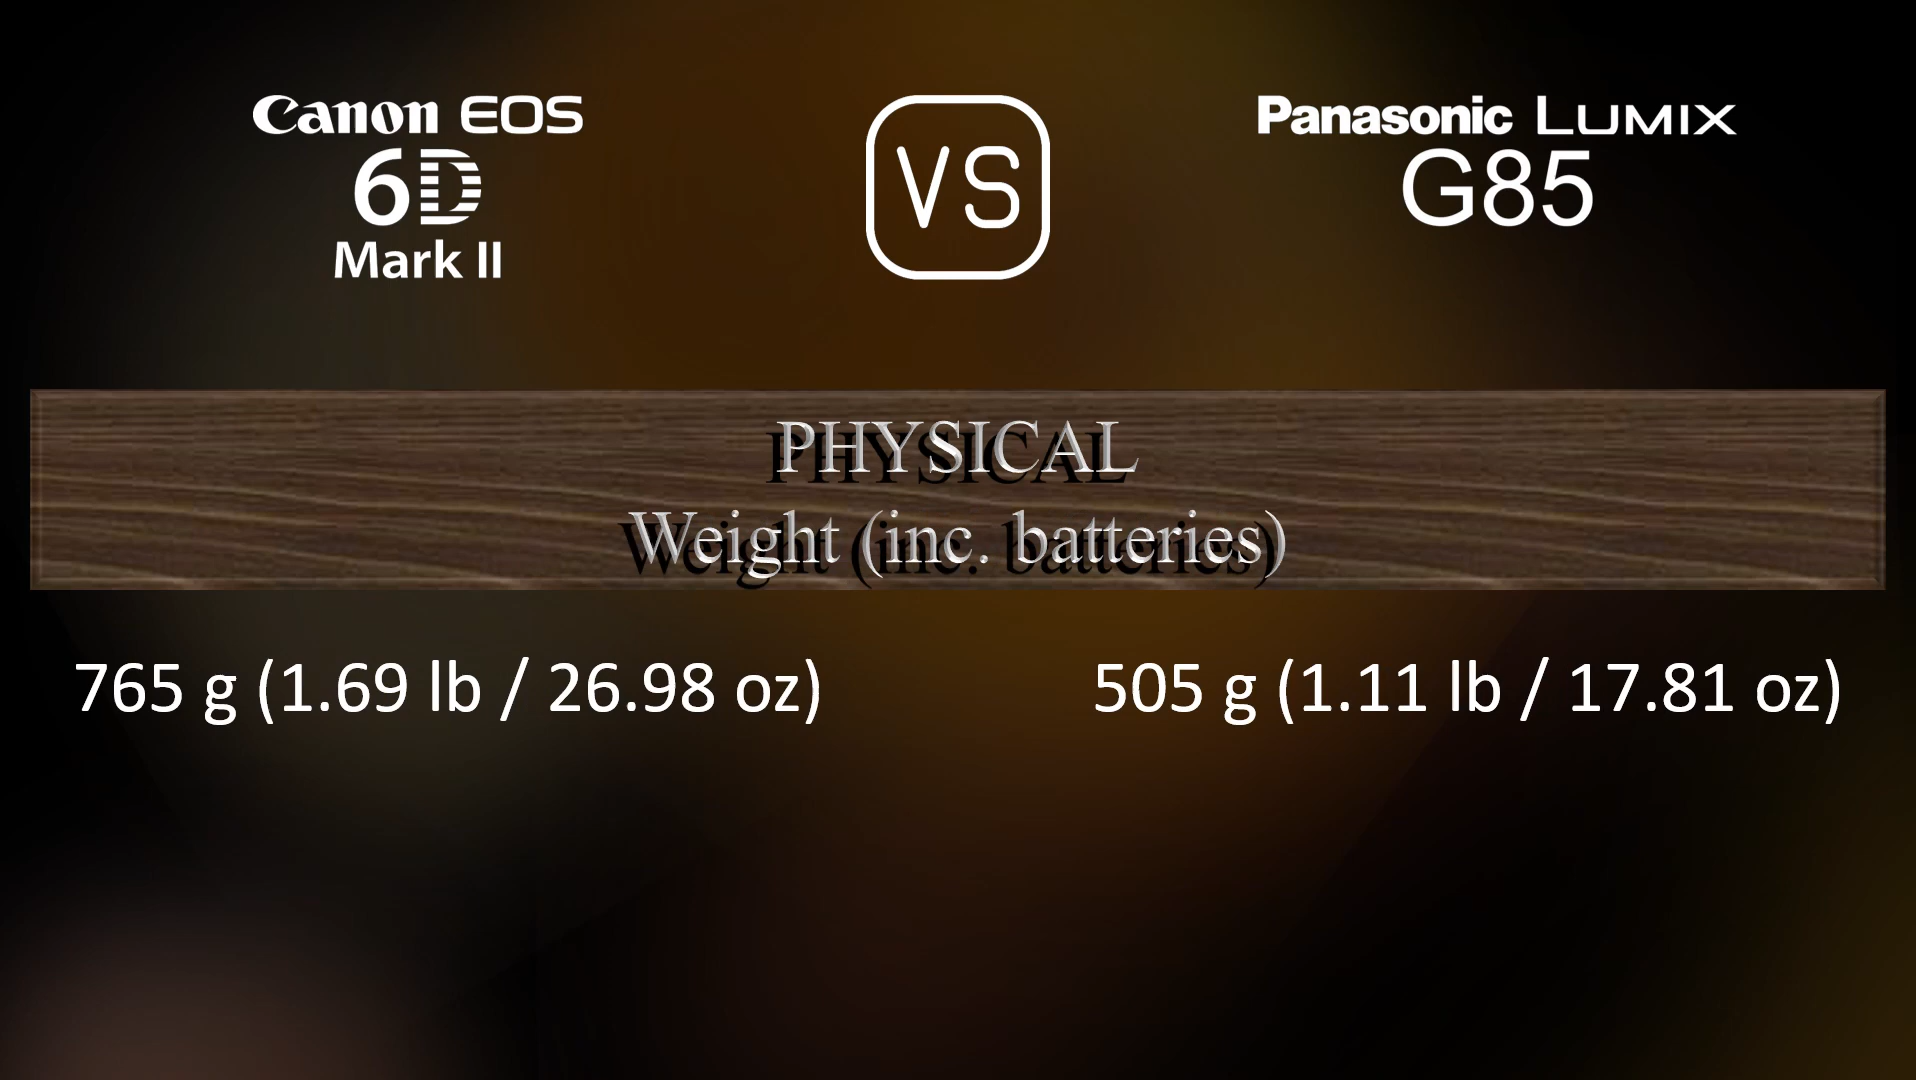 Canon EOS
6D
Mark II
VS
Panasonic LUMIX
G85
PHYSICAL
Weight (inc. batteries)
765 g (1.69 lb / 26.98 oz)
505 g (1.11 lb / 17.81 oz)